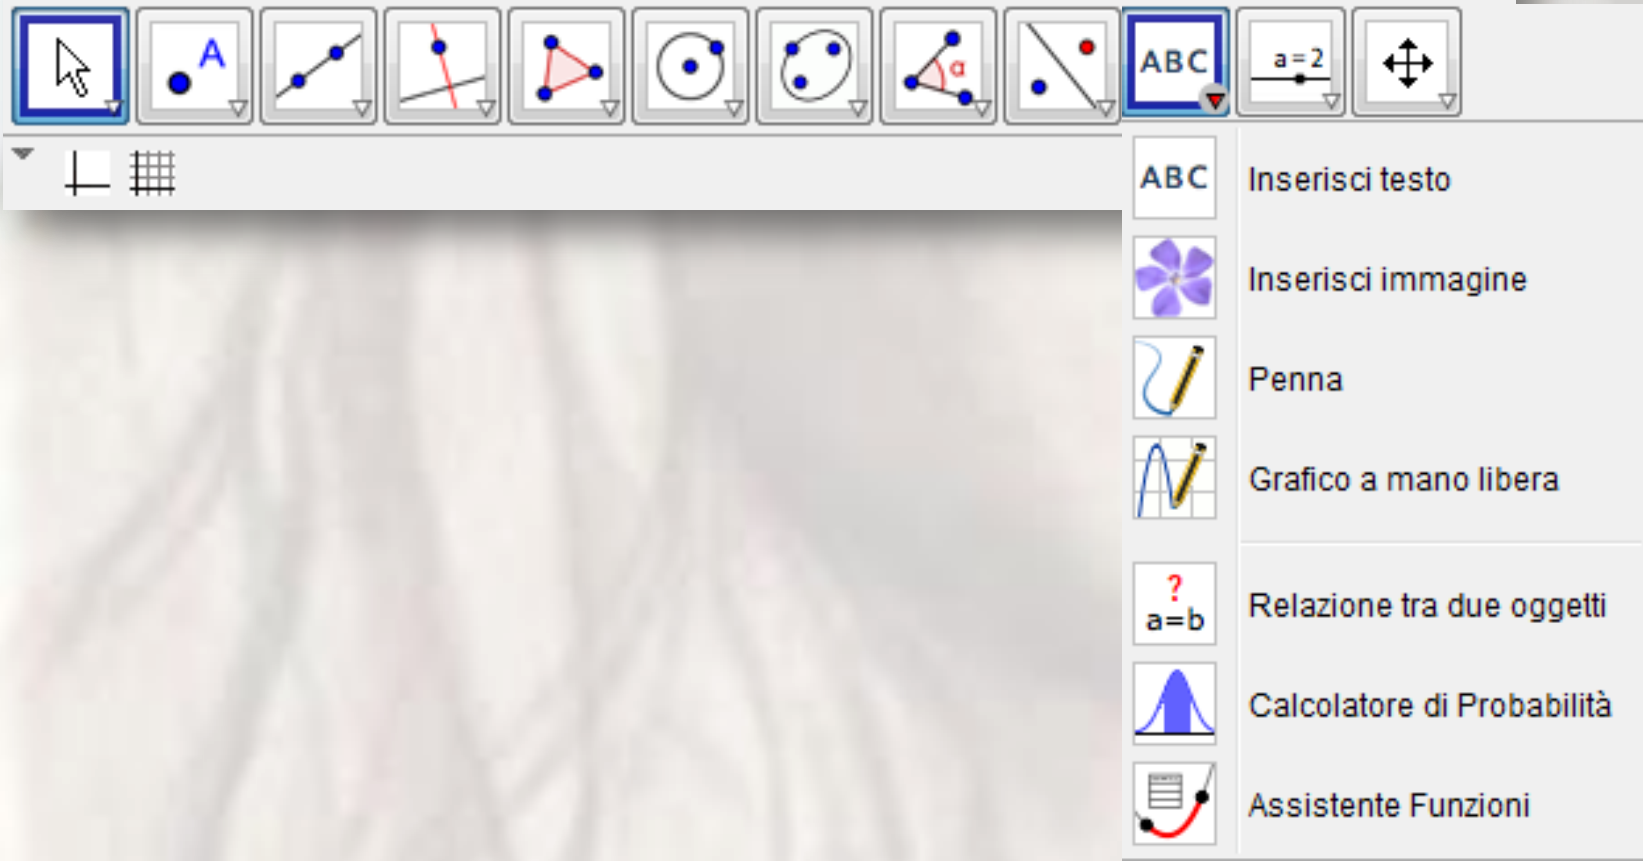 A
α
ABC
a=2
ABC Inserisci testo
Inserisci immagine
Penna
Grafico a mano libera
?
a=b Relazione tra due oggetti
Calcolatore di Probabilità
Assistente Funzioni